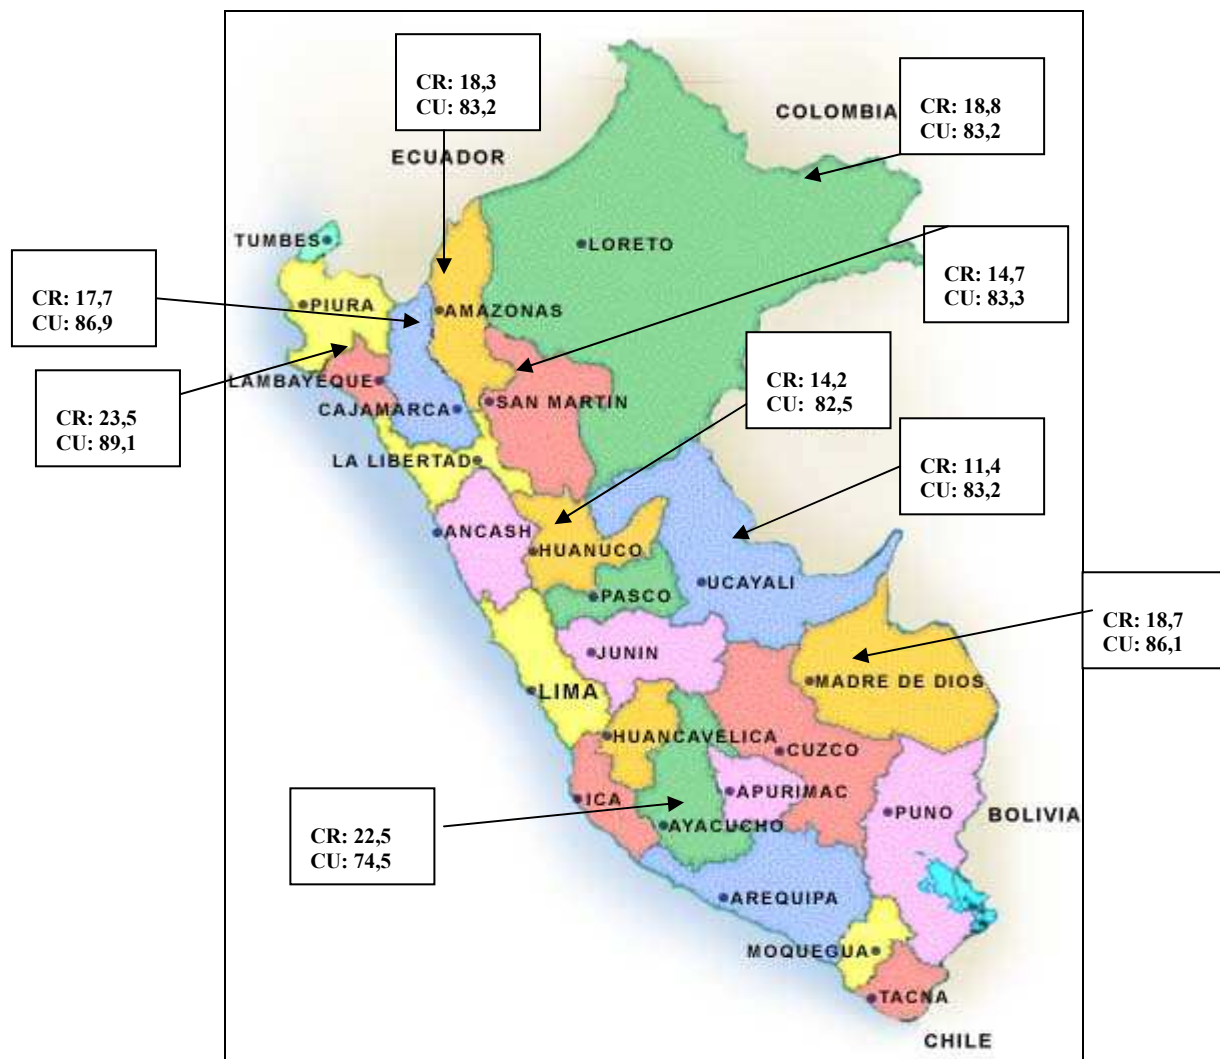 CR: 18,3
CU: 83,2
COLOMBIA
CR: 18,8
CU: 83,2
ECUADOR
TUMBES
LORETO
CR: 17,7
CU: 86,9
PIURA
AMAZONAS
CR: 14,7
CU: 83,3
LAMBAYEQUE
CR: 14,2
CU: 82,5
CAJAMARCA
SAN MARTIN
CR: 23,5
CU: 89,1
LA LIBERTAD
CR: 11,4
CU: 83,2
ANCASH
HUANUCO
UCAYALI
PASCO
CR: 18,7
CU: 86,1
JUNIN
MADRE DE DIOS
LIMA
HUANCAVELICA
CUZCO
ICA
APURIMAC
PUNO
BOLIVIA
CR: 22,5
CU: 74,5
AYACUCHO
AREQUIPA
MOQUEGUA
TACNA
CHILE